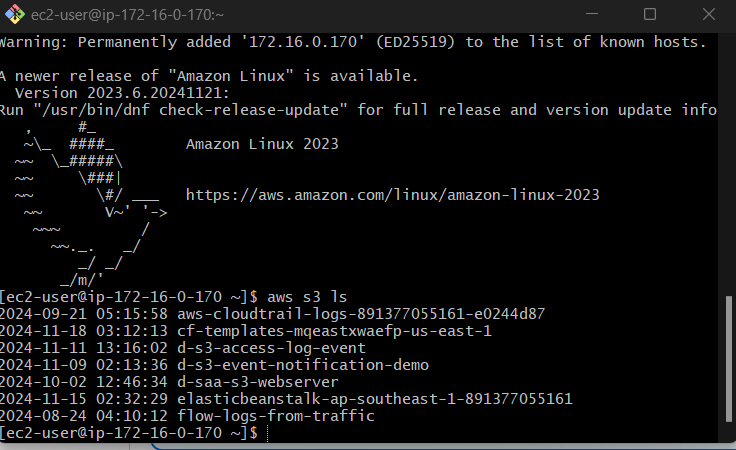 ec2-user@ip-172-16-0-170:~
Warning: Permanently added '172.16.0.170' (ED25519) to the list of known hosts.
A newer release of "Amazon Linux" is available.
  Version 2023.6.20241121:
Run "/usr/bin/dnf check-release-update" for full release and version update info
   ,     #_
   ~\_  ####_        Amazon Linux 2023
  ~~  \_#####\
  ~~     \###|
  ~~       \#/ ___   https://aws.amazon.com/linux/amazon-linux-2023
   ~~       V~' '->
    ~~~         /
      ~~._.   _/
         _/ _/
       _/m/'
[ec2-user@ip-172-16-0-170 ~]$ aws s3 ls
2024-09-21 05:15:58 aws-cloudtrail-logs-891377055161-e0244d87
2024-11-18 03:12:13 cf-templates-mqeastxwaefp-us-east-1
2024-11-11 13:16:02 d-s3-access-log-event
2024-11-09 02:13:36 d-s3-event-notification-demo
2024-10-02 12:46:34 d-saa-s3-webserver
2024-11-15 02:32:29 elasticbeanstalk-ap-southeast-1-891377055161
2024-08-24 04:10:12 flow-logs-from-traffic
[ec2-user@ip-172-16-0-170 ~]$